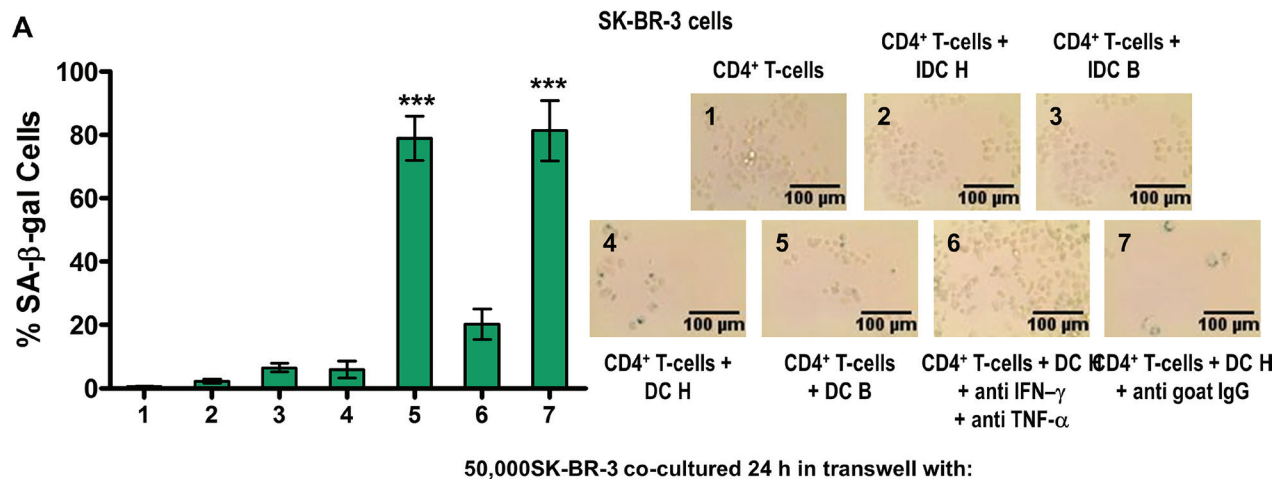 A
SK-BR-3 cells
% SA-β-gal Cells
100
80
60
40
20
0
***
***
1
2
3
4
5
6
7
CD4⁺ T-cells
CD4⁺ T-cells +
IDC H
CD4⁺ T-cells +
IDC B
1
100 µm
2
100 µm
3
100 µm
4
100 µm
5
100 µm
6
100 µm
7
100 µm
CD4⁺ T-cells +
DC H
CD4⁺ T-cells
+ DC B
CD4⁺ T-cells + DC H
+ anti IFN–γ
+ anti TNF-α
CD4⁺ T-cells + DC H
+ anti goat IgG
50,000SK-BR-3 co-cultured 24 h in transwell with: